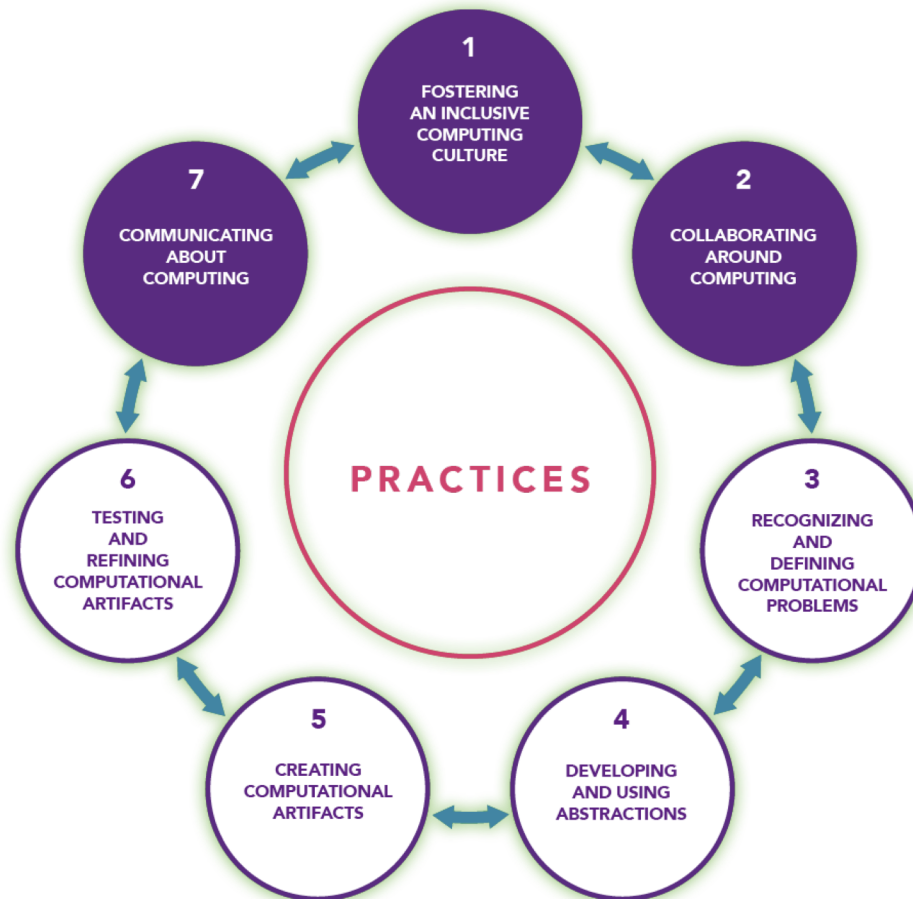 1
FOSTERING
AN INCLUSIVE
COMPUTING
CULTURE
2
COLLABORATING
AROUND
COMPUTING
3
RECOGNIZING
AND
DEFINING
COMPUTATIONAL
PROBLEMS
4
DEVELOPING
AND USING
ABSTRACTIONS
5
CREATING
COMPUTATIONAL
ARTIFACTS
6
TESTING
AND
REFINING
COMPUTATIONAL
ARTIFACTS
7
COMMUNICATING
ABOUT
COMPUTING
PRACTICES